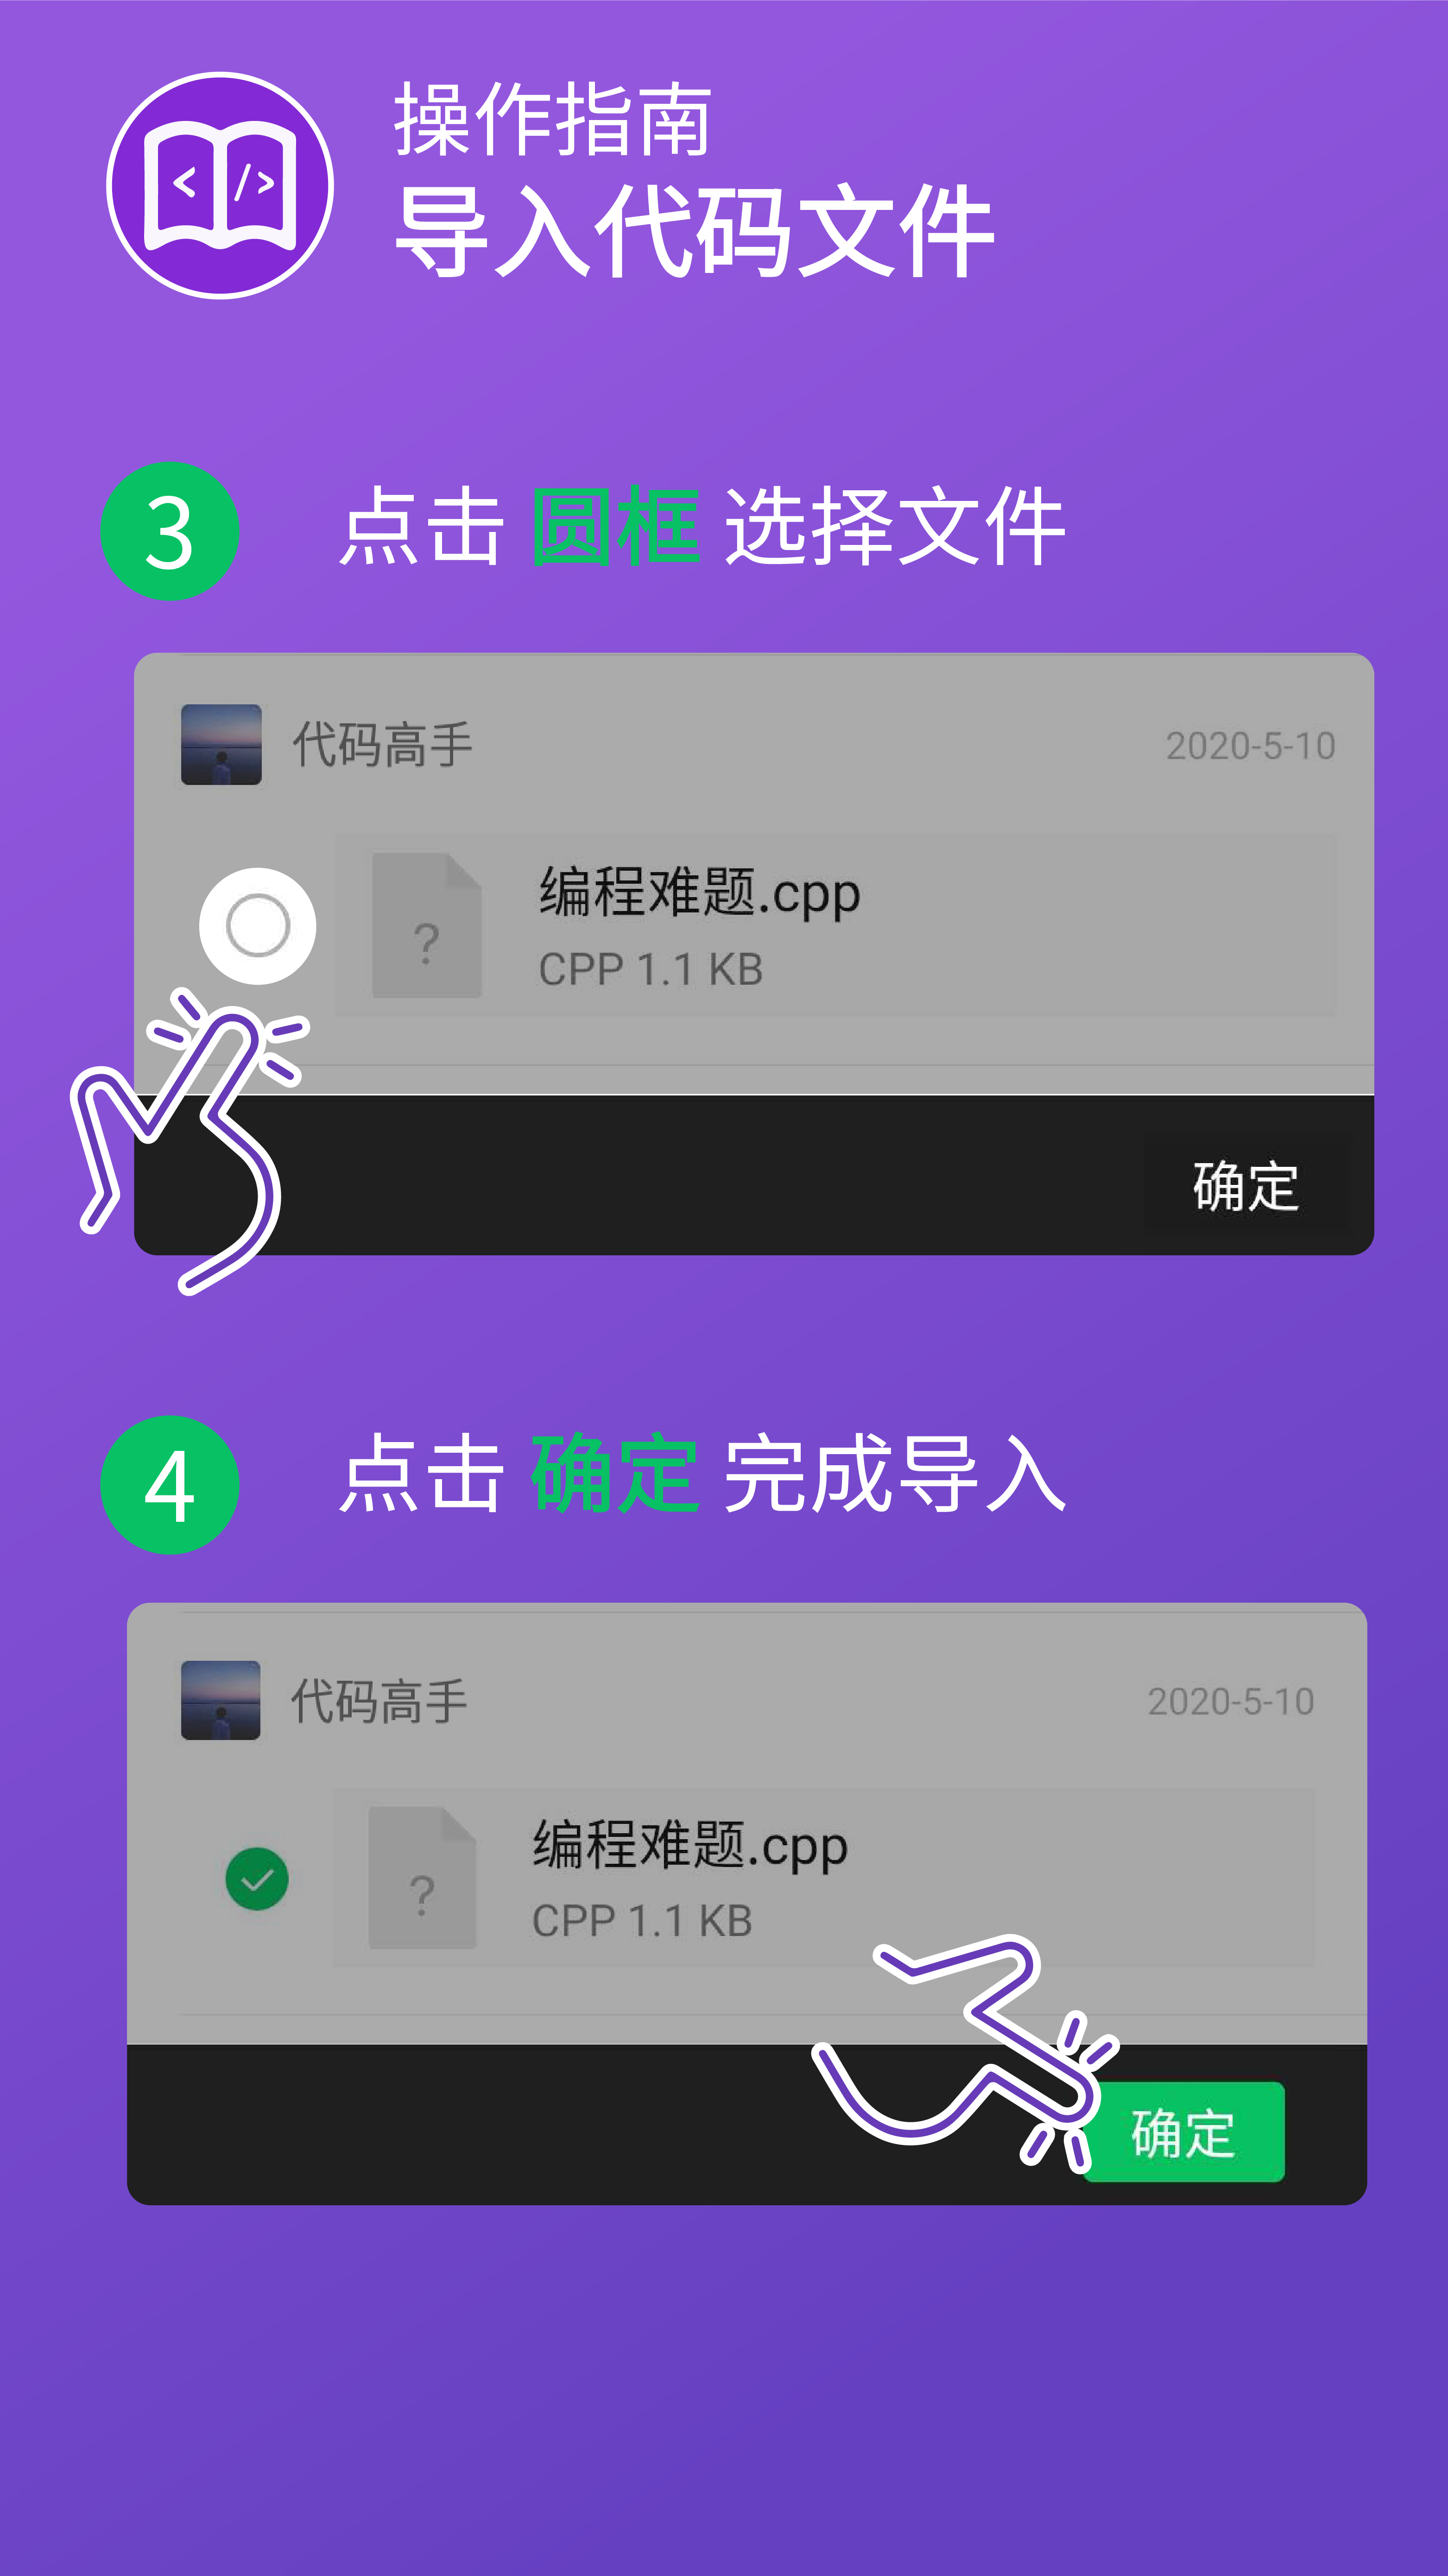 操作指南
导入代码文件
3 点击 圆框 选择文件
代码高手 2020-5-10
编程难题.cpp
? CPP 1.1 KB
确定
4 点击 确定 完成导入
代码高手 2020-5-10
编程难题.cpp
? CPP 1.1 KB
确定